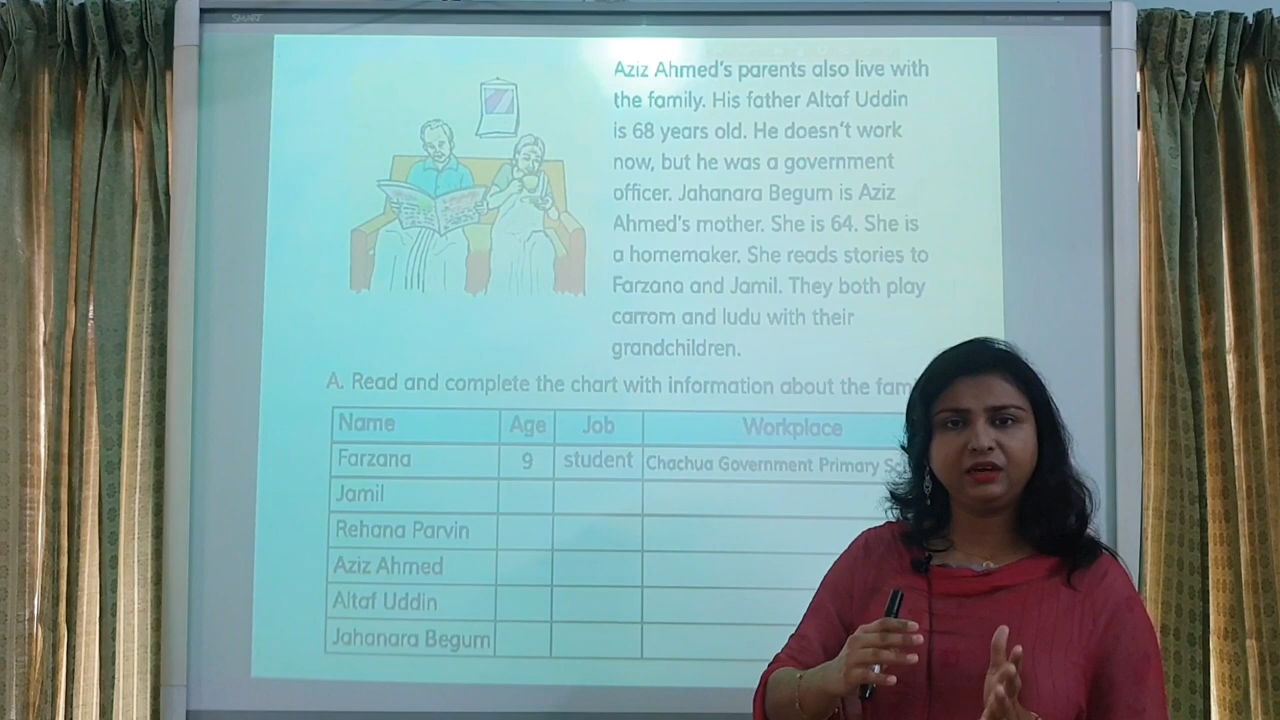 SMART
Aziz Ahmed's parents also live with
the family. His father Altaf Uddin
is 68 years old. He doesn't work
now, but he was a government
officer. Jahanara Begum is Aziz
Ahmed's mother. She is 64. She is
a homemaker. She reads stories to
Farzana and Jamil. They both play
carrom and ludu with their
grandchildren.
A. Read and complete the chart with information about the fam
Name Age Job Workplace
Farzana 9 student Chachua Government Primary Sc
Jamil
Rehana Parvin
Aziz Ahmed
Altaf Uddin
Jahanara Begum